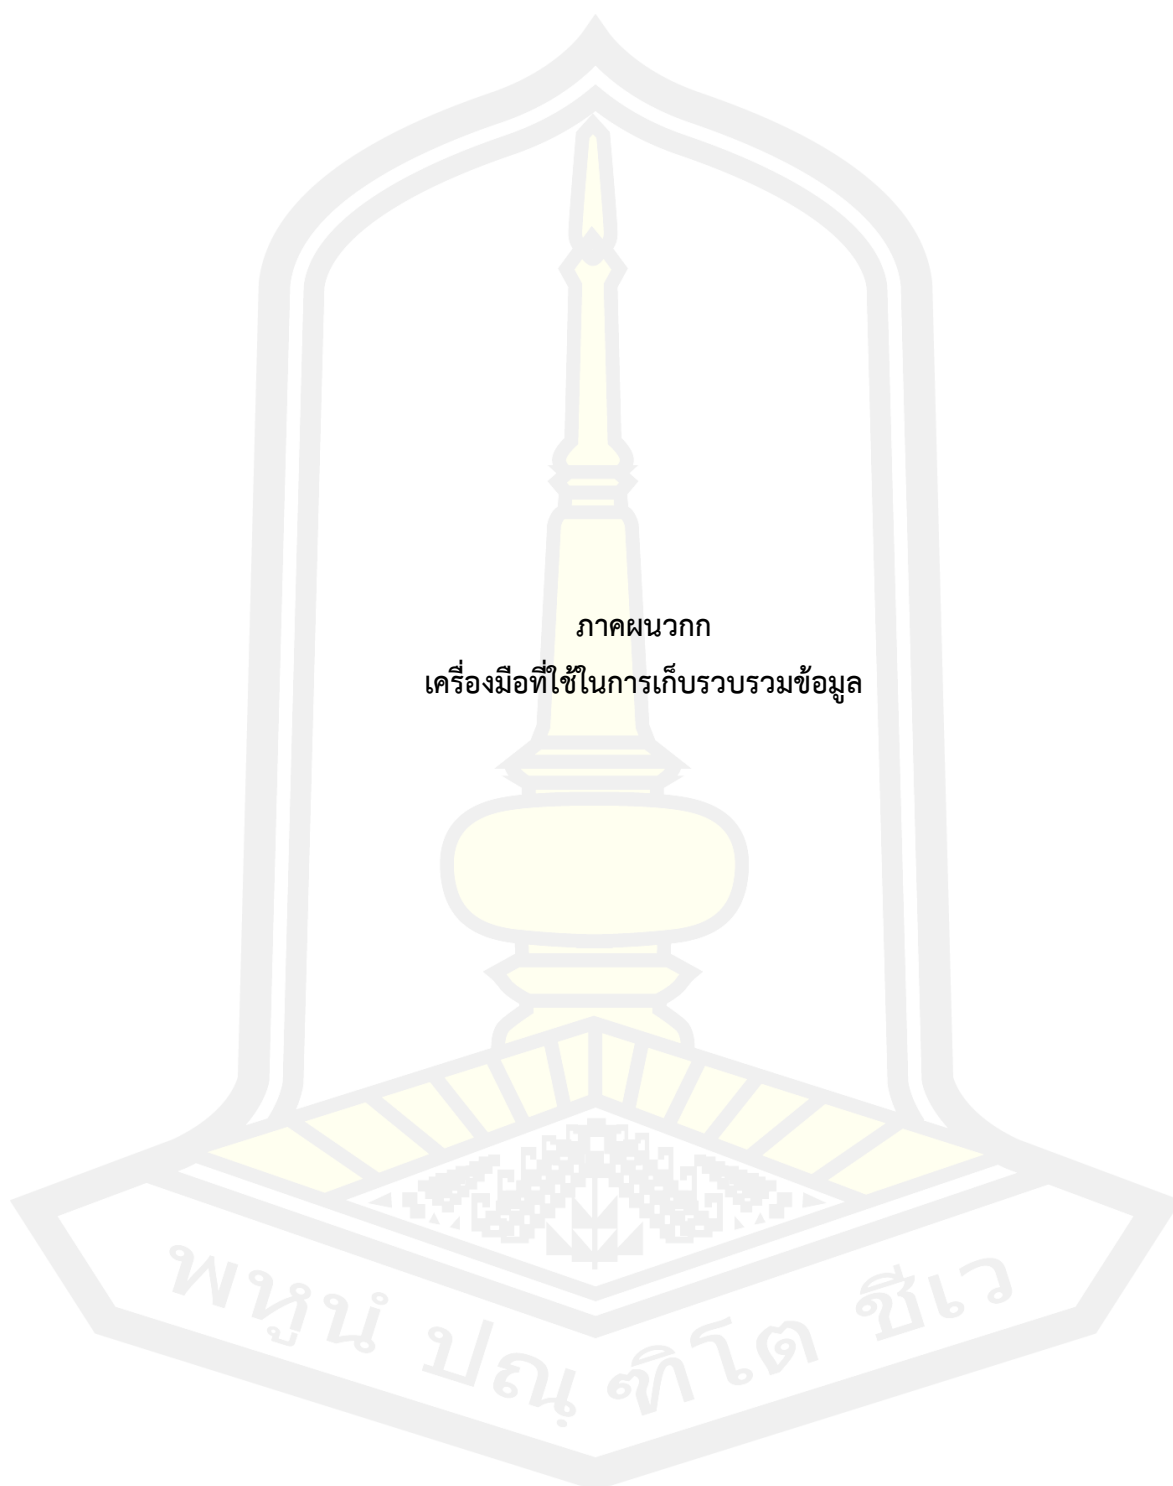 ภาคผนวกก
เครื่องมือที่ใช้ในการเก็บรวบรวมข้อมูล
พหูนํ ปณฺฑิโต ชีเว